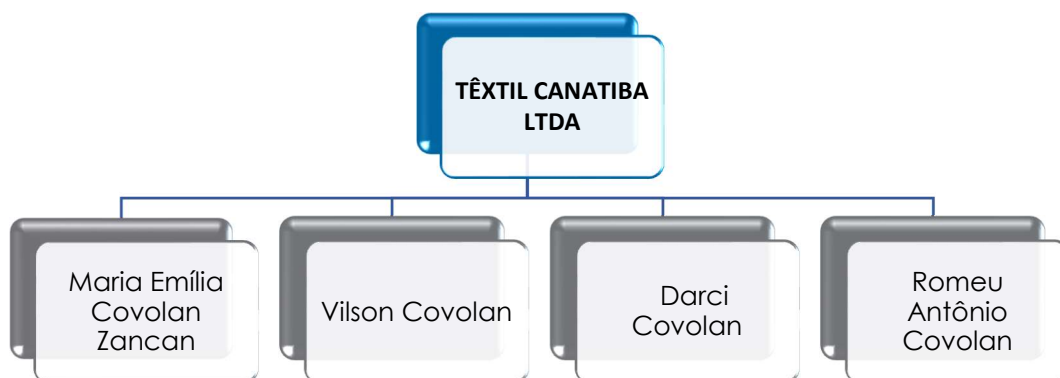 TÊXTIL CANATIBA
LTDA
Maria Emília
Covolan
Zancan
Vilson Covolan
Darci
Covolan
Romeu
Antônio
Covolan